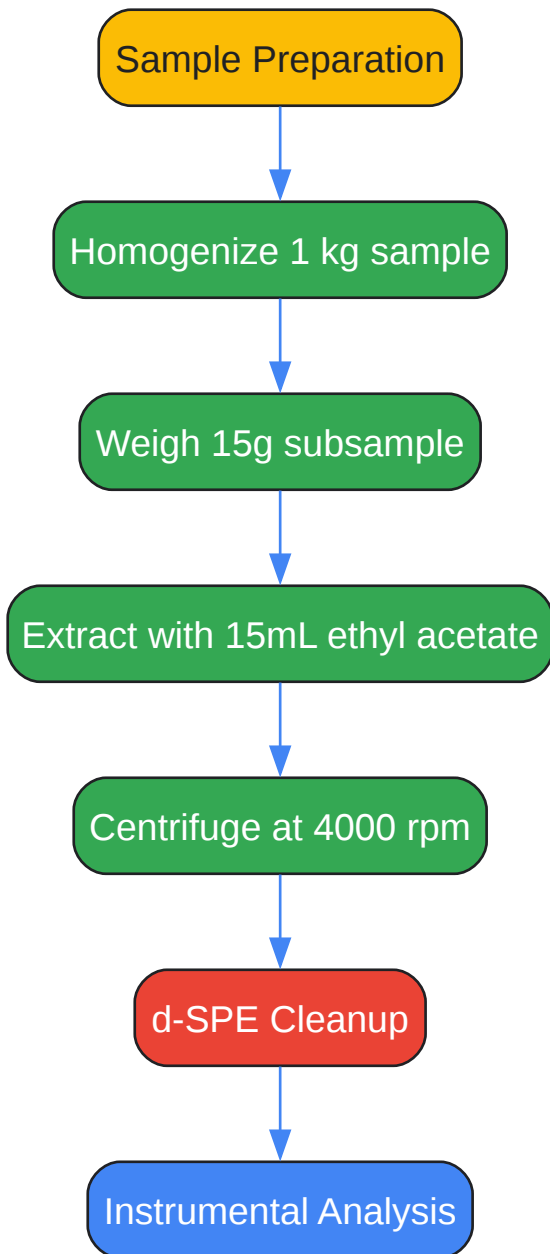 Sample Preparation
Homogenize 1 kg sample
Weigh 15g subsample
Extract with 15mL ethyl acetate
Centrifuge at 4000 rpm
d-SPE Cleanup
Instrumental Analysis